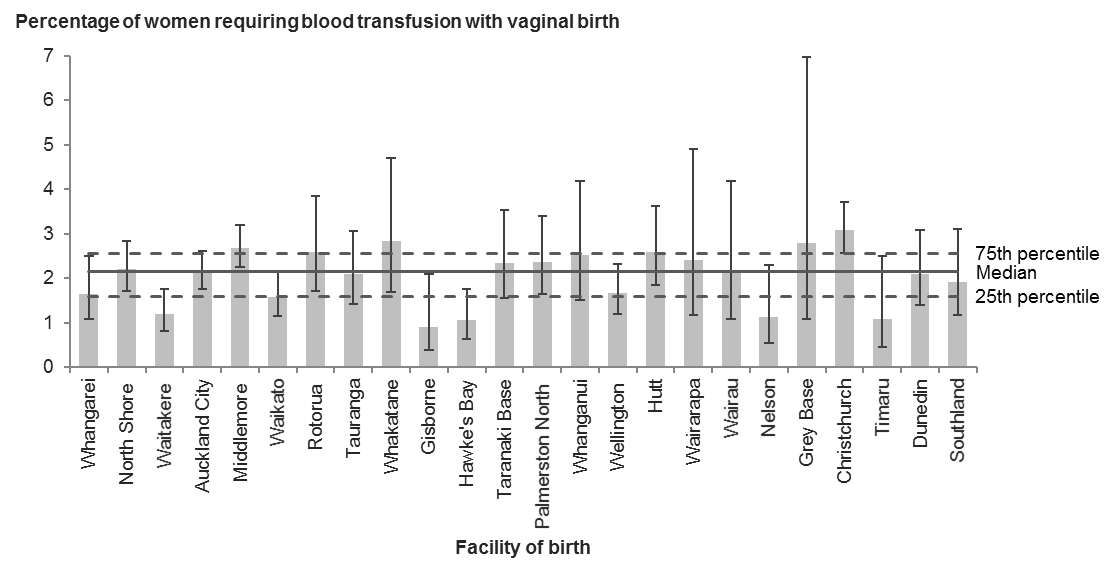 Percentage of women requiring blood transfusion with vaginal birth
7
6
5
4
3
2
1
0
75th percentile
Median
25th percentile
Whangarei
North Shore
Waitakere
Auckland City
Middlemore
Waikato
Rotorua
Tauranga
Whakatane
Gisborne
Hawke's Bay
Taranaki Base
Palmerston North
Whanganui
Wellington
Hutt
Wairarapa
Wairau
Nelson
Grey Base
Christchurch
Timaru
Dunedin
Southland
Facility of birth